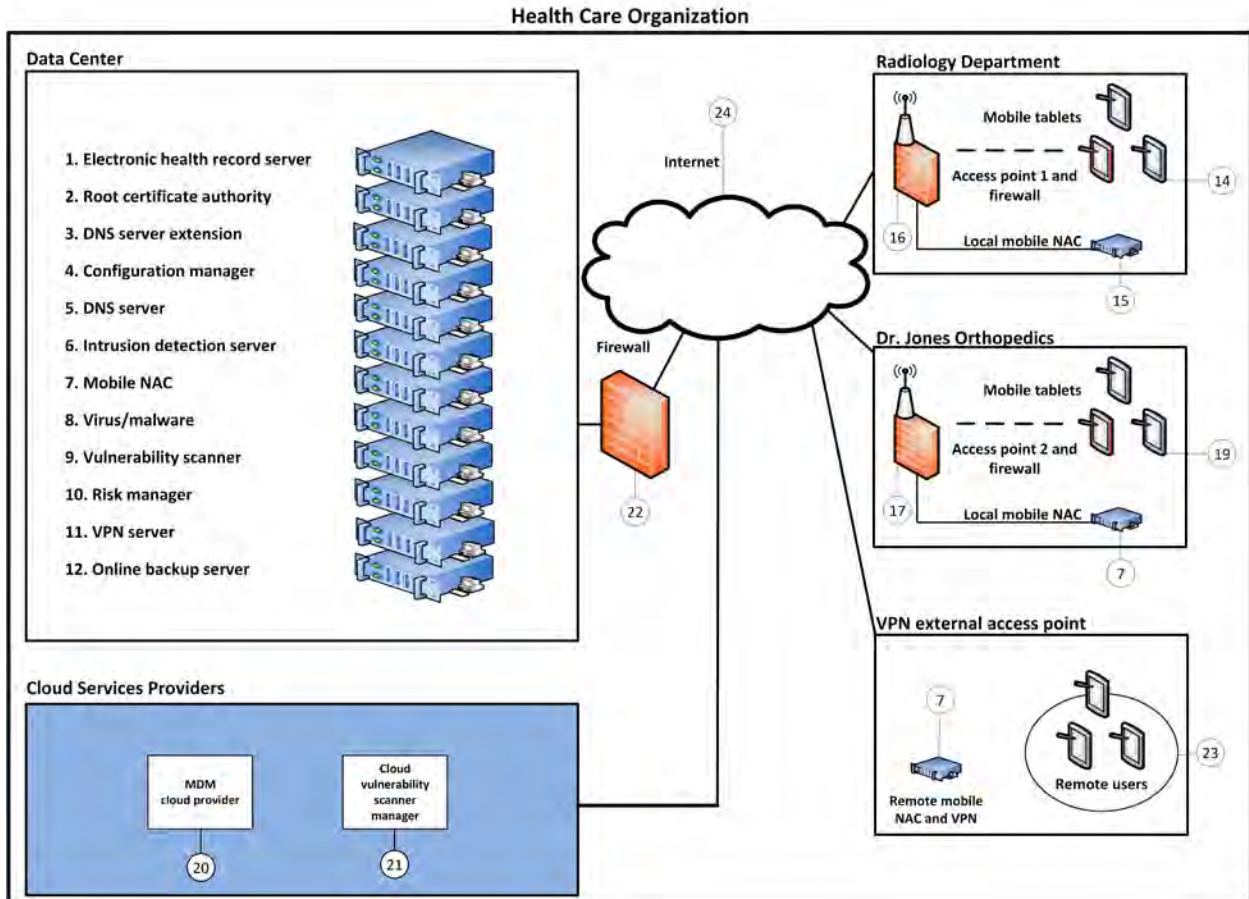 Health Care Organization
Data Center
1. Electronic health record server
2. Root certificate authority
3. DNS server extension
4. Configuration manager
5. DNS server
6. Intrusion detection server
7. Mobile NAC
8. Virus/malware
9. Vulnerability scanner
10. Risk manager
11. VPN server
12. Online backup server
24
Internet
Firewall
22
Radiology Department
Mobile tablets
Access point 1 and
firewall
14
16
Local mobile NAC
15
Dr. Jones Orthopedics
Mobile tablets
Access point 2 and
firewall
19
17
Local mobile NAC
7
VPN external access point
7
Remote mobile
NAC and VPN
Remote users
23
Cloud Services Providers
MDM
cloud provider
20
Cloud
vulnerability
scanner
manager
21